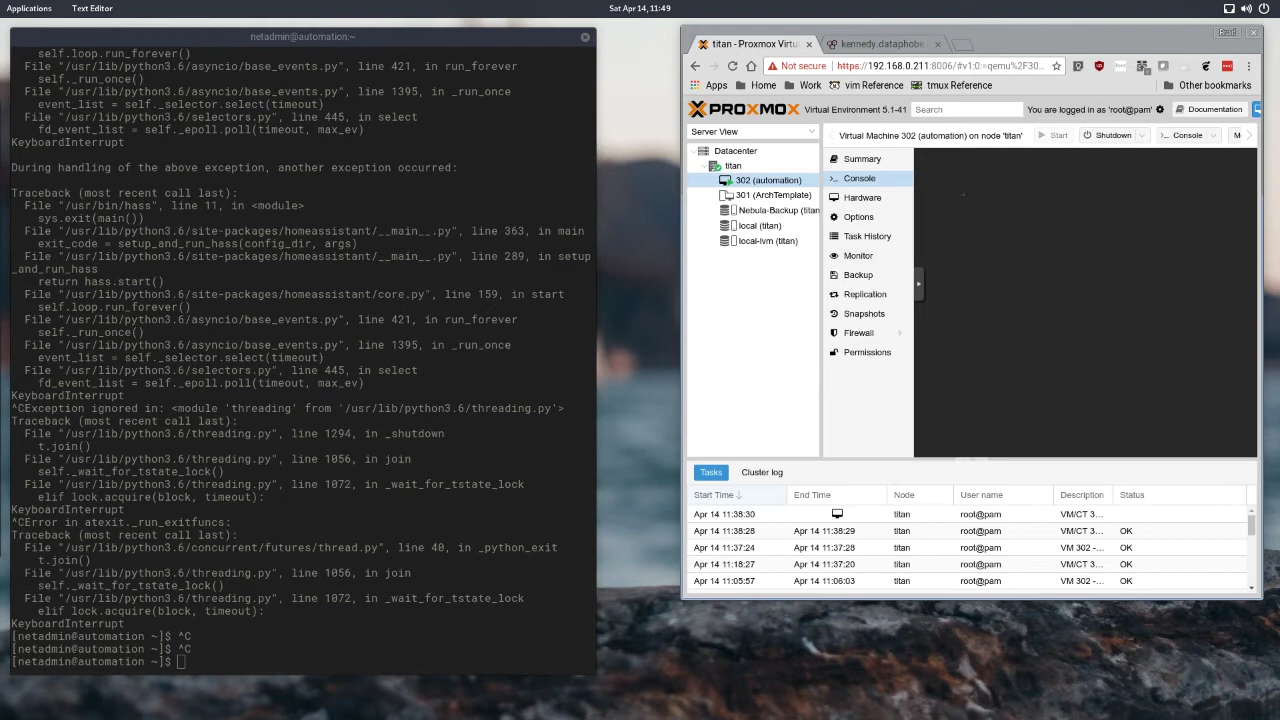 Applications Text Editor Sat Apr 14, 11:49
netadmin@automation:~
self.loop.run_forever()
File "/usr/lib/python3.6/asyncio/base_events.py", line 421, in run_forever
self._run_once()
File "/usr/lib/python3.6/asyncio/base_events.py", line 1395, in _run_once
event_list = self._selector.select(timeout)
File "/usr/lib/python3.6/selectors.py", line 445, in select
fd_event_list = self._epoll.poll(timeout, max_ev)
KeyboardInterrupt
During handling of the above exception, another exception occurred:
Traceback (most recent call last):
File "/usr/bin/hass", line 11, in <module>
sys.exit(main())
File "/usr/lib/python3.6/site-packages/homeassistant/__main__.py", line 363, in main
exit_code = setup_and_run_hass(config_dir, args)
File "/usr/lib/python3.6/site-packages/homeassistant/__main__.py", line 289, in setup
_and_run_hass
return hass.start()
File "/usr/lib/python3.6/site-packages/homeassistant/core.py", line 159, in start
self.loop.run_forever()
File "/usr/lib/python3.6/asyncio/base_events.py", line 421, in run_forever
self._run_once()
File "/usr/lib/python3.6/asyncio/base_events.py", line 1395, in _run_once
event_list = self._selector.select(timeout)
File "/usr/lib/python3.6/selectors.py", line 445, in select
fd_event_list = self._epoll.poll(timeout, max_ev)
KeyboardInterrupt
^CException ignored in: <module 'threading' from '/usr/lib/python3.6/threading.py'>
Traceback (most recent call last):
File "/usr/lib/python3.6/threading.py", line 1294, in _shutdown
t.join()
File "/usr/lib/python3.6/threading.py", line 1056, in join
self._wait_for_tstate_lock()
File "/usr/lib/python3.6/threading.py", line 1072, in _wait_for_tstate_lock
elif lock.acquire(block, timeout):
KeyboardInterrupt
^CError in atexit._run_exitfuncs:
Traceback (most recent call last):
File "/usr/lib/python3.6/concurrent/futures/thread.py", line 40, in _python_exit
t.join()
File "/usr/lib/python3.6/threading.py", line 1056, in join
self._wait_for_tstate_lock()
File "/usr/lib/python3.6/threading.py", line 1072, in _wait_for_tstate_lock
elif lock.acquire(block, timeout):
KeyboardInterrupt
[netadmin@automation ~]$ ^C
[netadmin@automation ~]$ ^C
[netadmin@automation ~]$
titan - Proxmox Virtu kennedy.dataphobe
Not secure https://192.168.0.211:8006/#v1:0:=qemu%2F30...
Apps Home Work vim Reference tmux Reference Other bookmarks
PROXMOX Virtual Environment 5.1-41 Search You are logged in as 'root@pam' Documentation
Server View
Virtual Machine 302 (automation) on node 'titan' Start Shutdown Console M
Datacenter
titan
302 (automation)
301 (ArchTemplate)
Nebula-Backup (titan
local (titan)
local-lvm (titan)
Summary
Console
Hardware
Options
Task History
Monitor
Backup
Replication
Snapshots
Firewall
Permissions
Tasks Cluster log
Start Time End Time Node User name Description Status
Apr 14 11:38:30 titan root@pam VM/CT 3...
Apr 14 11:38:28 Apr 14 11:38:29 titan root@pam VM/CT 3... OK
Apr 14 11:37:24 Apr 14 11:37:28 titan root@pam VM 302 -... OK
Apr 14 11:18:27 Apr 14 11:37:20 titan root@pam VM/CT 3... OK
Apr 14 11:05:57 Apr 14 11:06:03 titan root@pam VM 302 -... OK